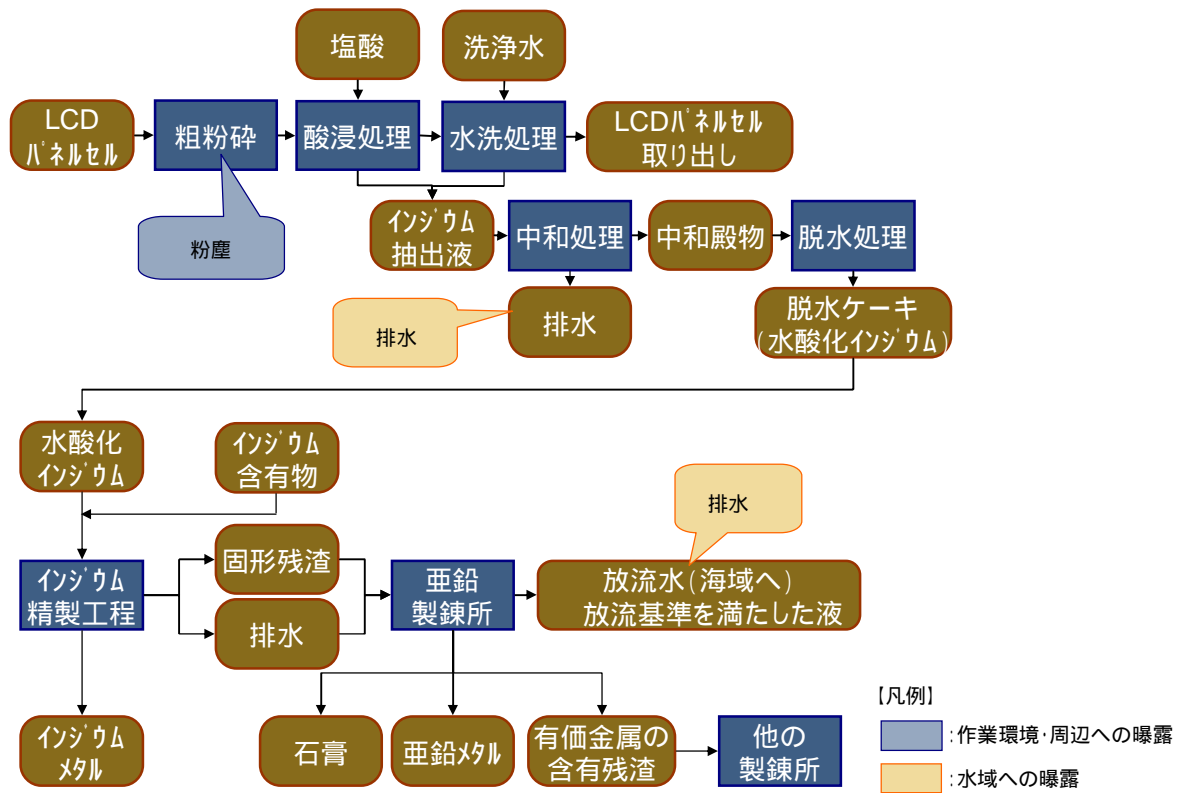 塩酸
洗浄水
LCD
ﾊﾟﾈﾙｾﾙ
粗粉砕
酸浸処理
水洗処理
LCDﾊﾟﾈﾙｾﾙ
取り出し
粉塵
ｲﾝｼﾞｳﾑ
抽出液
中和処理
中和殿物
脱水処理
排水
排水
脱水ケーキ
(水酸化ｲﾝｼﾞｳﾑ)
水酸化
ｲﾝｼﾞｳﾑ
ｲﾝｼﾞｳﾑ
含有物
排水
ｲﾝｼﾞｳﾑ
精製工程
固形残渣
排水
亜鉛
製錬所
放流水(海域へ)
放流基準を満たした液
ｲﾝｼﾞｳﾑ
ﾒﾀﾙ
石膏
亜鉛ﾒﾀﾙ
有価金属の
含有残渣
他の
製錬所
【凡例】
:作業環境・周辺への曝露
:水域への曝露